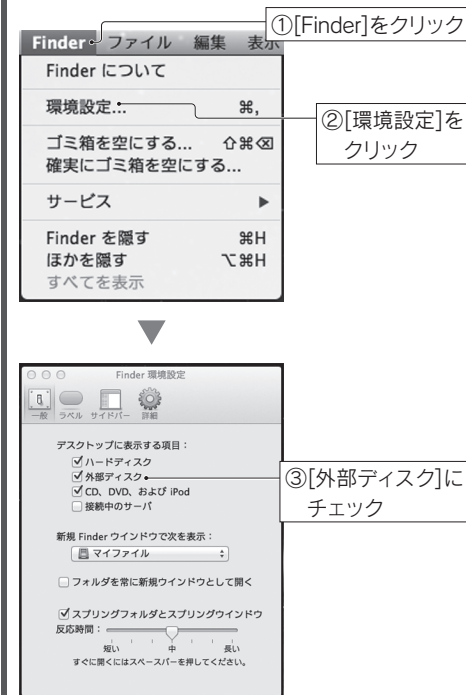 ①[Finder]をクリック
Finder ファイル 編集 表示
Finder について
環境設定... ⌘,
②[環境設定]を
クリック
ゴミ箱を空にする... ⇧⌘⌫
確実にゴミ箱を空にする...
サービス ▶
Finder を隠す ⌘H
ほかを隠す ⌥⌘H
すべてを表示
Finder 環境設定
一般 ラベル サイドバー 詳細
デスクトップに表示する項目：
ハードディスク
外部ディスク
③[外部ディスク]に
チェック
CD、DVD、および iPod
接続中のサーバ
新規 Finder ウインドウで次を表示：
マイファイル
フォルダを常に新規ウインドウとして開く
スプリングフォルダとスプリングウインドウ
反応時間：
短い 中 長い
すぐに開くにはスペースバーを押してください。